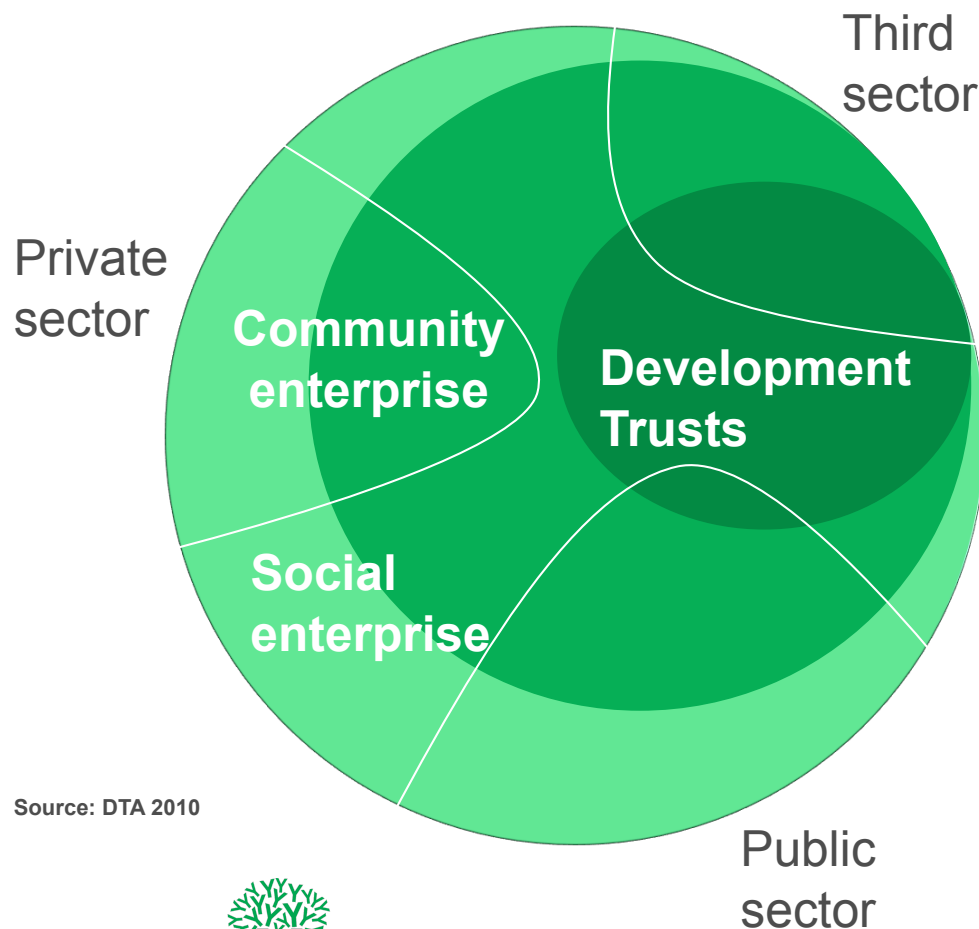 Third
sector
Private
sector
Community
enterprise
Development
Trusts
Social
enterprise
Source: DTA 2010
Public
sector